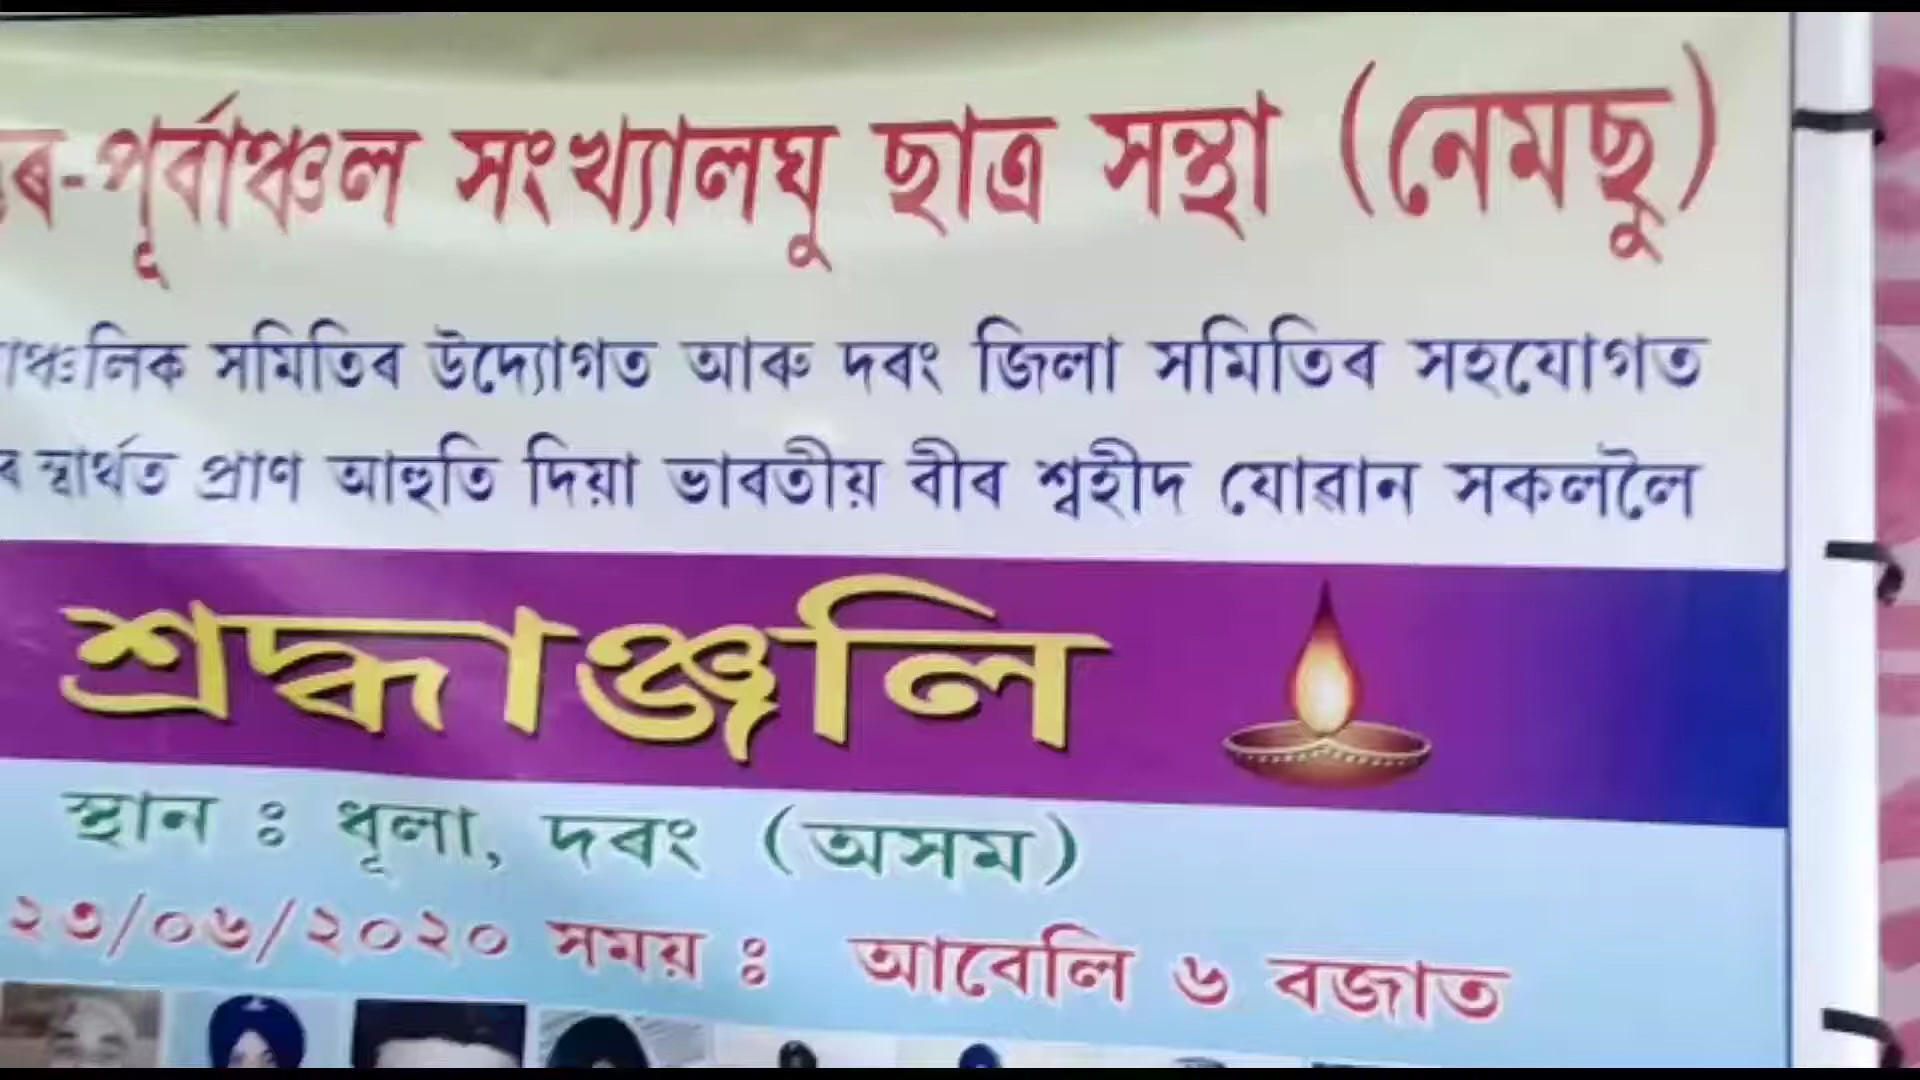 -পূৰ্বাঞ্চল সংখ্যালঘু ছাত্ৰ সন্থা (নেমছু)
সমিতিৰ উদ্যোগত আৰু দৰং জিলা সমিতিৰ সহযোগত
স্বাৰ্থত প্ৰাণ আহুতি দিয়া ভাৰতীয় বীৰ শ্বহীদ যোৱান সকললৈ
শ্ৰদ্ধাঞ্জলি
স্থান ঃ ধূলা, দৰং (অসম)
২৩/০৬/২০২০ সময় ঃ আবেলি ৬ বজাত